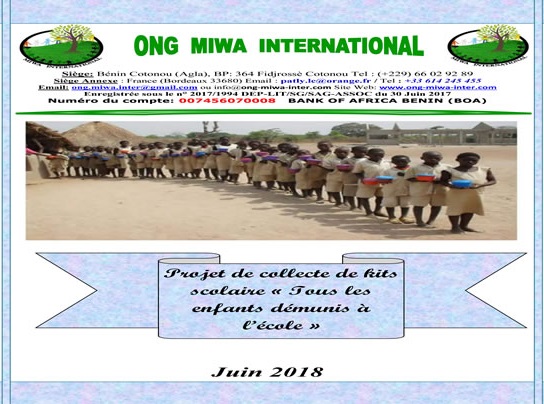 ONG MIWA INTERNATIONAL
Siège: Bénin Cotonou (Agla), BP: 364 Fidjrossè Cotonou Tel : (+229) 66 02 92 89
Siège Annexe : France (Bordeaux 33680) Email : pafly.le@orange.fr / Tel : +33 614 245 455
Email: ong.miwa.inter@gmail.com ou info@ong-miwa-inter.com Site Web: www.ong-miwa-inter.com
Enregistrée sous le n° 2017/1994 DEP-LIT/SG/SAG-ASSOC du 30 Juin 2017
Numéro du compte: 007456070008 BANK OF AFRICA BENIN (BOA)
Projet de collecte de kits
scolaire « Tous les
enfants démunis à
l'école »
Juin 2018